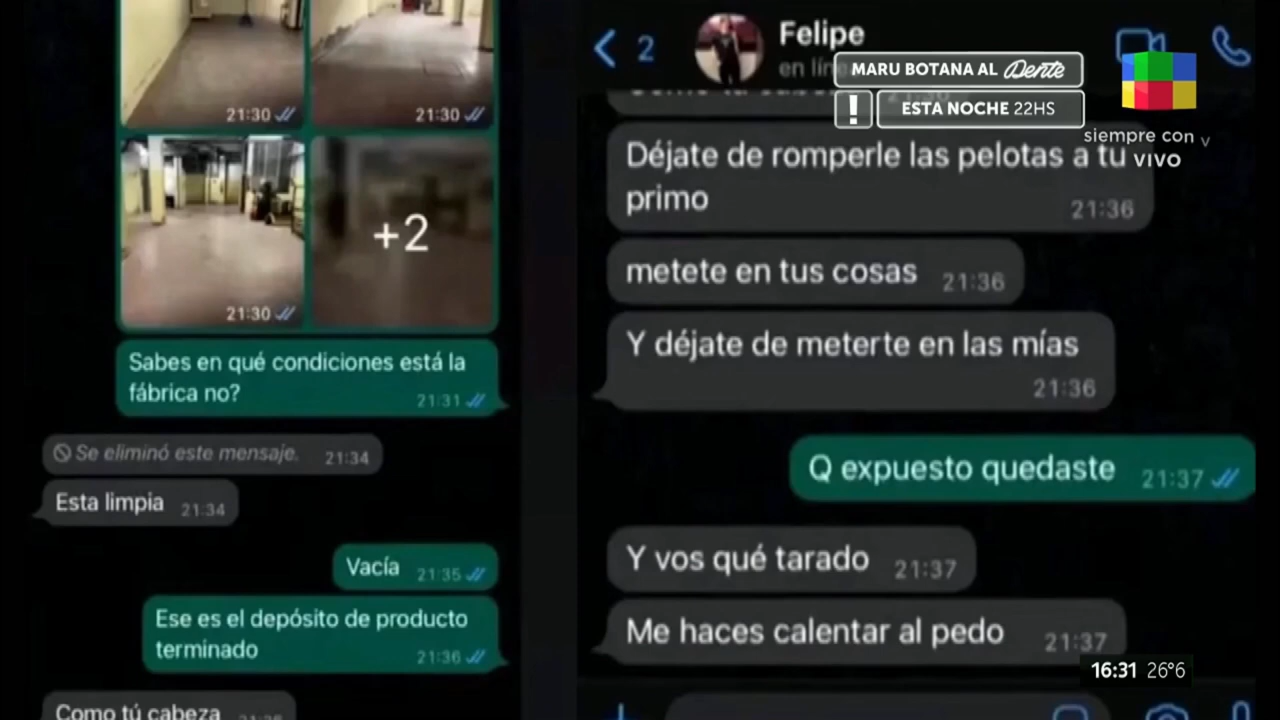 21:30
21:30
+2
21:30
Sabes en qué condiciones está la
fábrica no?
21:31
Se eliminó este mensaje.
21:34
Esta limpia
21:34
Vacía
21:35
Ese es el depósito de producto
terminado
21:36
Como tú cabeza
2
Felipe
MARU BOTANA AL Dente
!
ESTA NOCHE 22HS
siempre con v
VIVO
Déjate de romperle las pelotas a tu
primo
21:36
metete en tus cosas
21:36
Y déjate de meterte en las mías
21:36
Q expuesto quedaste
21:37
Y vos qué tarado
21:37
Me haces calentar al pedo
21:37
16:31 26°6